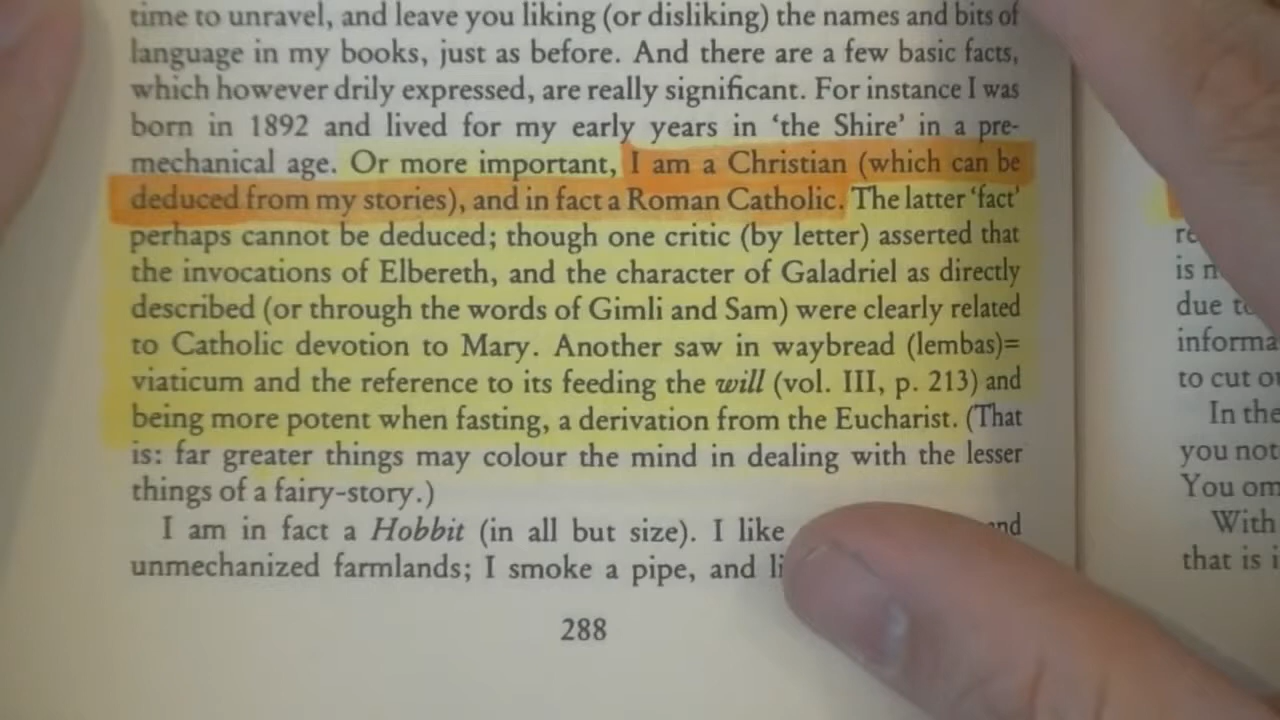 time to unravel, and leave you liking (or disliking) the names and bits of
language in my books, just as before. And there are a few basic facts,
which however drily expressed, are really significant. For instance I was
born in 1892 and lived for my early years in 'the Shire' in a pre-
mechanical age. Or more important, I am a Christian (which can be
deduced from my stories), and in fact a Roman Catholic. The latter 'fact'
perhaps cannot be deduced; though one critic (by letter) asserted that
the invocations of Elbereth, and the character of Galadriel as directly
described (or through the words of Gimli and Sam) were clearly related
to Catholic devotion to Mary. Another saw in waybread (lembas)=
viaticum and the reference to its feeding the will (vol. III, p. 213) and
being more potent when fasting, a derivation from the Eucharist. (That
is: far greater things may colour the mind in dealing with the lesser
things of a fairy-story.)
I am in fact a Hobbit (in all but size). I like
unmechanized farmlands; I smoke a pipe, and
288
is
due
informa
to cut
In the
you not
You om
With
that is i